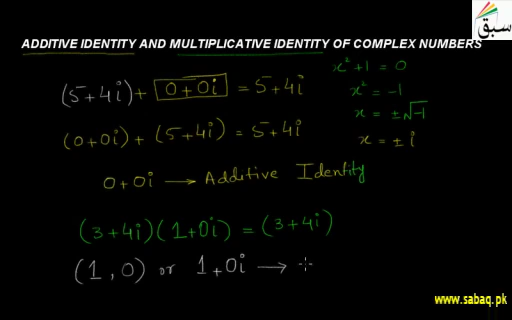 سبق
ADDITIVE IDENTITY AND MULTIPLICATIVE IDENTITY OF COMPLEX NUMBERS
(5+4i) + 0+0i = 5+4i
(0+0i) + (5+4i) = 5+4i
0+0i → Additive Identity
x² + 1 = 0
x² = -1
x = ±√-1
x = ± i
(3+4i)(1+0i) = (3+4i)
(1, 0) or 1+0i →
www.sabaq.pk